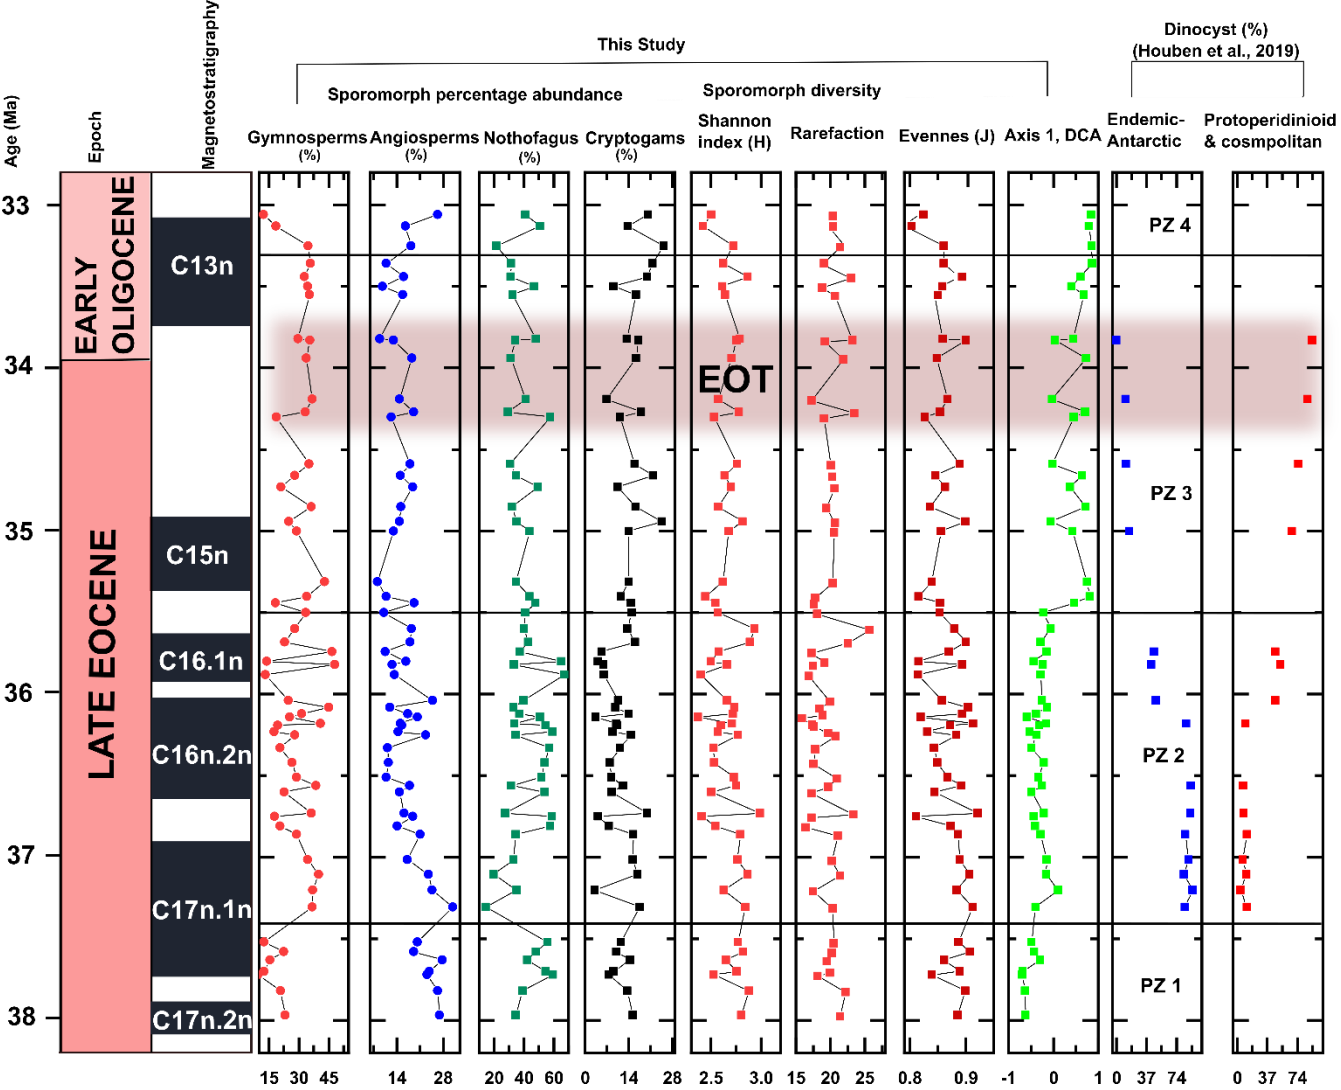 Dinocyst (%)
(Houben et al., 2019)
This Study
Sporomorph percentage abundance
Sporomorph diversity
Age (Ma)
Epoch
Magnetostratigraphy
Gymnosperms
(%)
Angiosperms
(%)
Nothofagus
(%)
Cryptogams
(%)
Shannon
index (H)
Rarefaction
Evennes (J)
Axis 1, DCA
Endemic-
Antarctic
Protoperidinioid
& cosmpolitan
33
34
35
36
37
38
EARLY
OLIGOCENE
LATE EOCENE
C13n
C15n
C16.1n
C16n.2n
C17n.1n
C17n.2n
EOT
PZ 4
PZ 3
PZ 2
PZ 1
15 30 45
14 28
20 40 60
0 14 28
2.5 3.0
15 20 25
0.8 0.9
-1 0 1
0 37 74
0 37 74